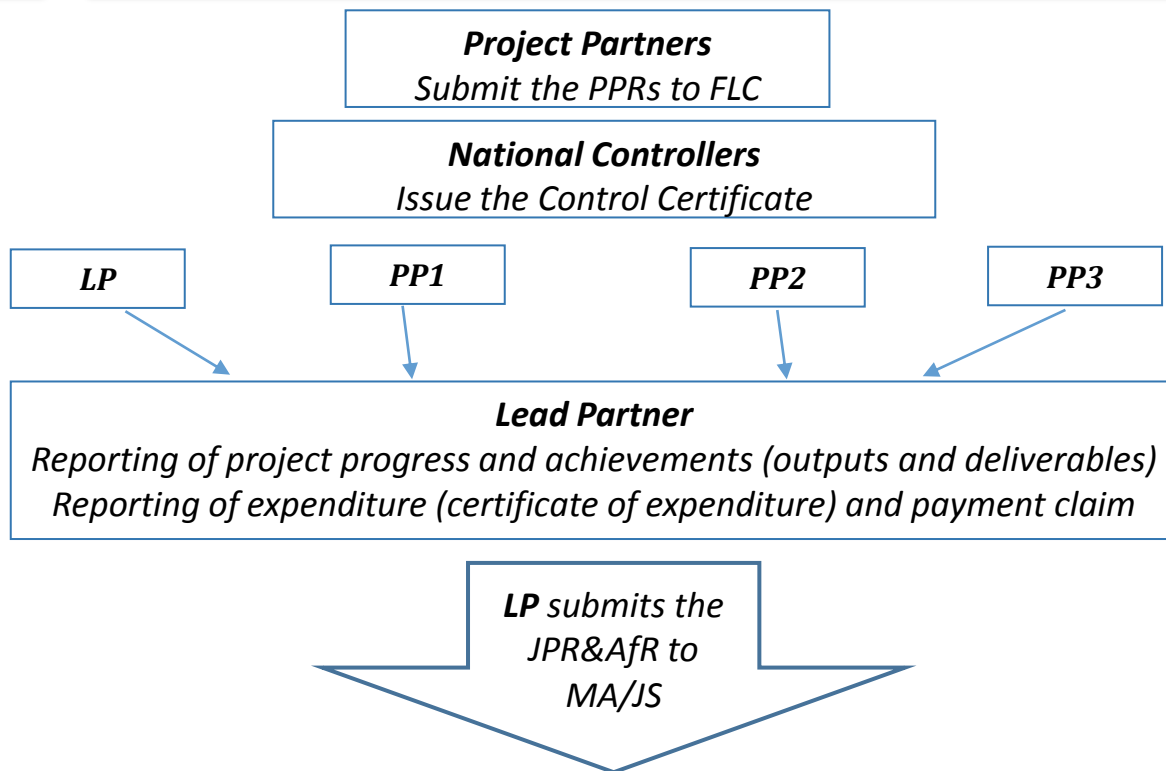 Project Partners
Submit the PPRs to FLC
National Controllers
Issue the Control Certificate
LP
PP1
PP2
PP3
Lead Partner
Reporting of project progress and achievements (outputs and deliverables)
Reporting of expenditure (certificate of expenditure) and payment claim
LP submits the
JPR&AfR to
MA/JS